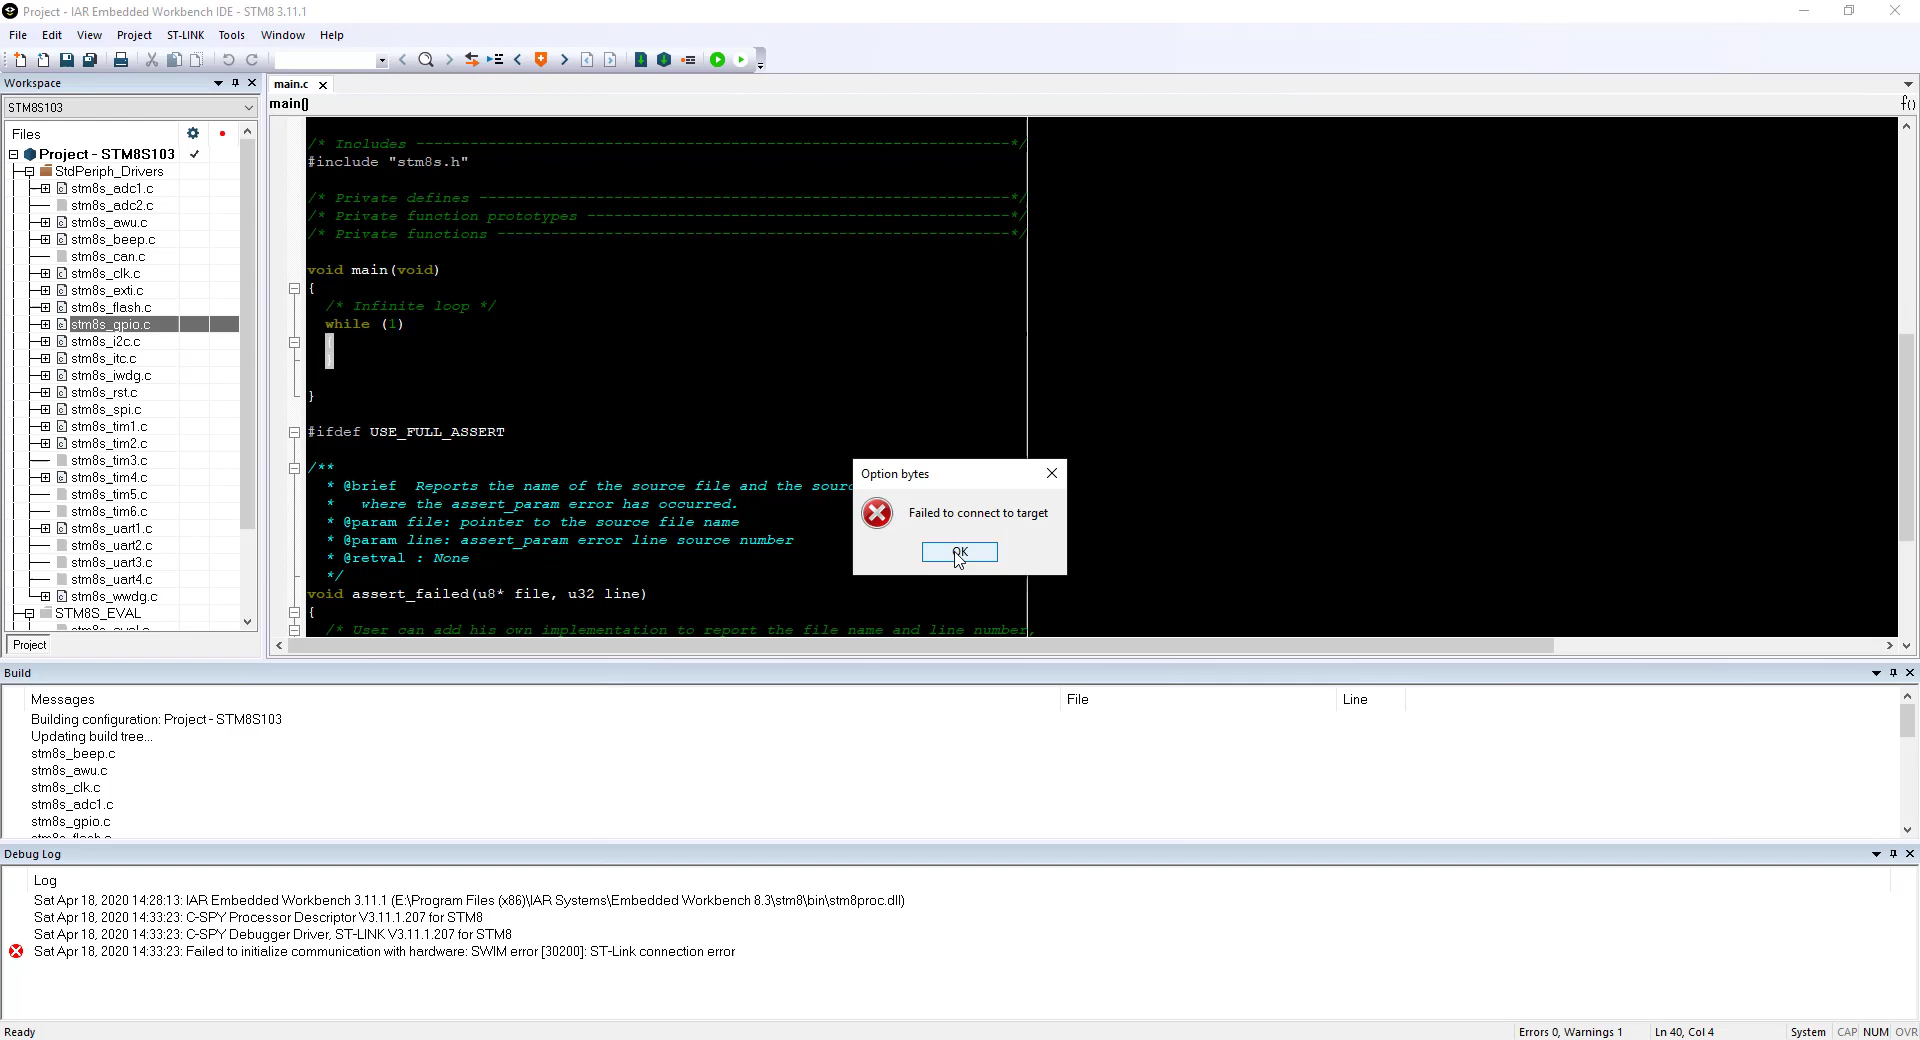 Project - IAR Embedded Workbench IDE - STM8 3.11.1
File Edit View Project ST-LINK Tools Window Help
Workspace
STM8S103
Files
Project - STM8S103
StdPeriph_Drivers
stm8s_adc1.c
stm8s_adc2.c
stm8s_awu.c
stm8s_beep.c
stm8s_can.c
stm8s_clk.c
stm8s_exti.c
stm8s_flash.c
stm8s_gpio.c
stm8s_i2c.c
stm8s_itc.c
stm8s_iwdg.c
stm8s_rst.c
stm8s_spi.c
stm8s_tim1.c
stm8s_tim2.c
stm8s_tim3.c
stm8s_tim4.c
stm8s_tim5.c
stm8s_tim6.c
stm8s_uart1.c
stm8s_uart2.c
stm8s_uart3.c
stm8s_uart4.c
stm8s_wwdg.c
STM8S_EVAL
Project
main.c
main()
f()
/* Includes ------------------------------------------------------------------*/
#include "stm8s.h"
/* Private defines -----------------------------------------------------------*/
/* Private function prototypes -----------------------------------------------*/
/* Private functions ---------------------------------------------------------*/
void main(void)
{
/* Infinite loop */
while (1)
{
}
}
#ifdef USE_FULL_ASSERT
/**
* @brief Reports the name of the source file and the sourc
* where the assert_param error has occurred.
* @param file: pointer to the source file name
* @param line: assert_param error line source number
* @retval : None
*/
void assert_failed(u8* file, u32 line)
{
/* User can add his own implementation to report the file name and line number,
Option bytes
Failed to connect to target
OK
Build
Messages File Line
Building configuration: Project - STM8S103
Updating build tree...
stm8s_beep.c
stm8s_awu.c
stm8s_clk.c
stm8s_adc1.c
stm8s_gpio.c
stm8s_flash.c
Debug Log
Log
Sat Apr 18, 2020 14:28:13: IAR Embedded Workbench 3.11.1 (E:\Program Files (x86)\IAR Systems\Embedded Workbench 8.3\stm8\bin\stm8proc.dll)
Sat Apr 18, 2020 14:33:23: C-SPY Processor Descriptor V3.11.1.207 for STM8
Sat Apr 18, 2020 14:33:23: C-SPY Debugger Driver, ST-LINK V3.11.1.207 for STM8
Sat Apr 18, 2020 14:33:23: Failed to initialize communication with hardware: SWIM error [30200]: ST-Link connection error
Ready Errors 0, Warnings 1 Ln 40, Col 4 System CAP NUM OVR